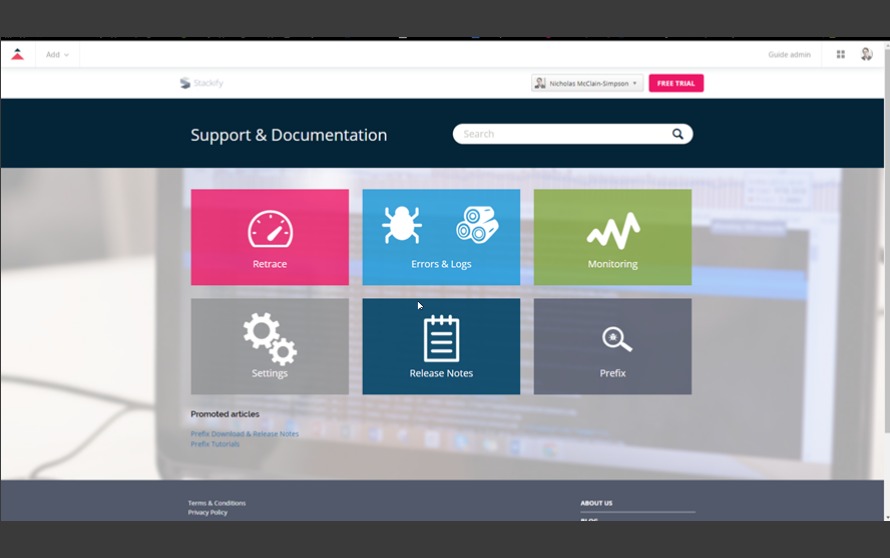 Add
Guide admin
Stackify
Nicholas McClain-Simpson
FREE TRIAL
Support & Documentation
Search
Retrace
Errors & Logs
Monitoring
Settings
Release Notes
Prefix
Promoted articles
Prefix Download & Release Notes
Prefix Tutorials
Terms & Conditions
ABOUT US
Privacy Policy
BLOG